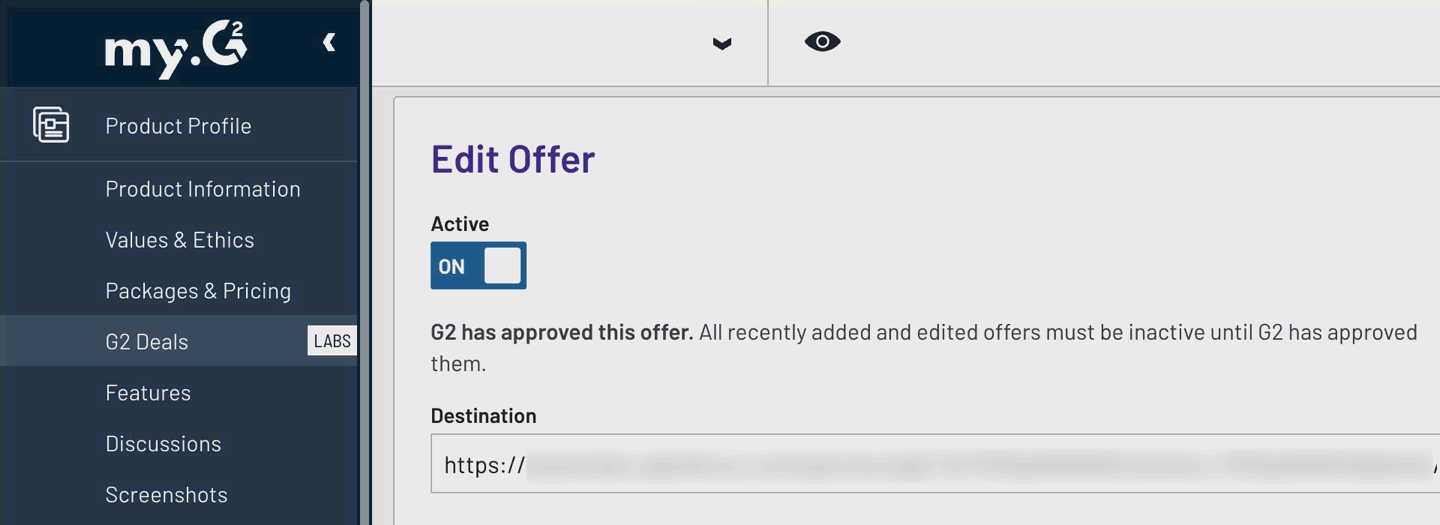 my.G2
Product Profile
Product Information
Values & Ethics
Packages & Pricing
G2 Deals LABS
Features
Discussions
Screenshots
Edit Offer
Active
ON
G2 has approved this offer. All recently added and edited offers must be inactive until G2 has approved
them.
Destination
https://